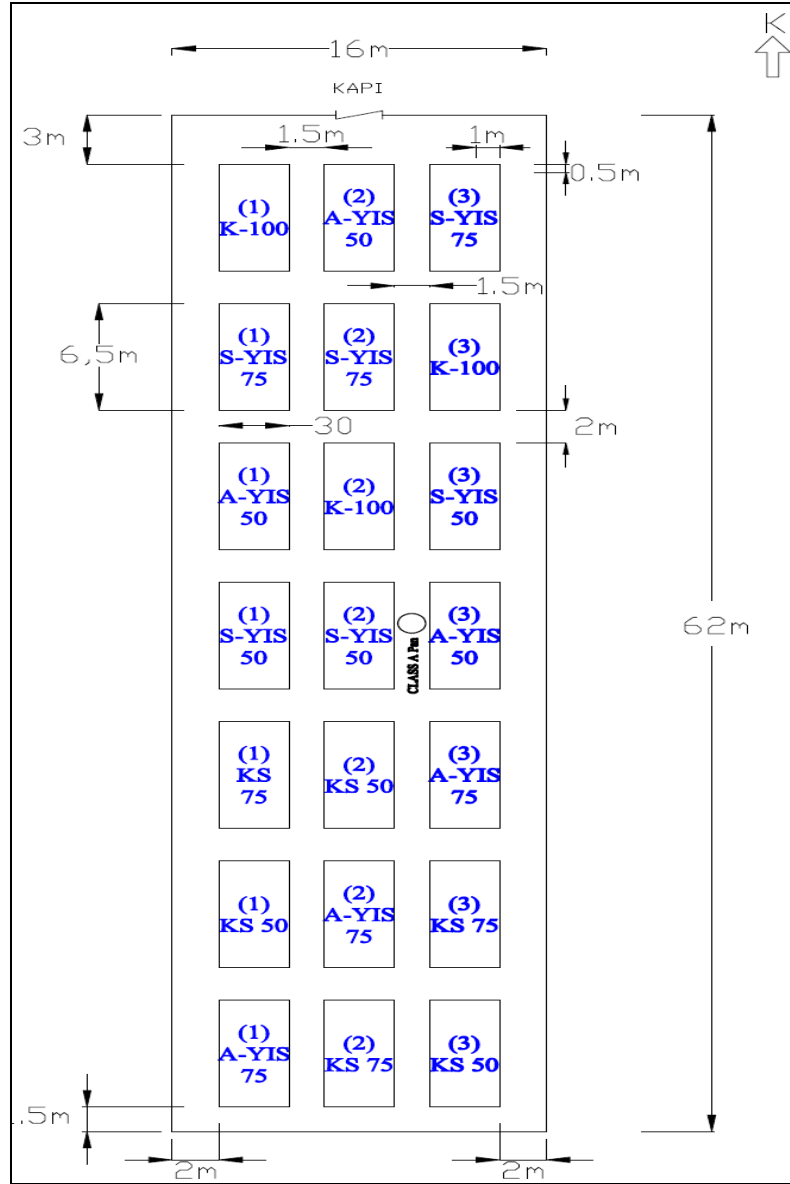 K
16m
KAPI
3m
1.5m
1m
0.5m
(1)
K-100
(2)
A-YIS
50
(3)
S-YIS
75
1.5m
6,5m
(1)
S-YIS
75
(2)
S-YIS
75
(3)
K-100
30
2m
(1)
A-YIS
50
(2)
K-100
(3)
S-YIS
50
(1)
S-YIS
50
(2)
S-YIS
50
CLASS A Pan
(3)
A-YIS
50
62m
(1)
KS
75
(2)
KS 50
(3)
A-YIS
75
(1)
KS 50
(2)
A-YIS
75
(3)
KS 75
(1)
A-YIS
75
(2)
KS 75
(3)
KS 50
.5m
2m
2m